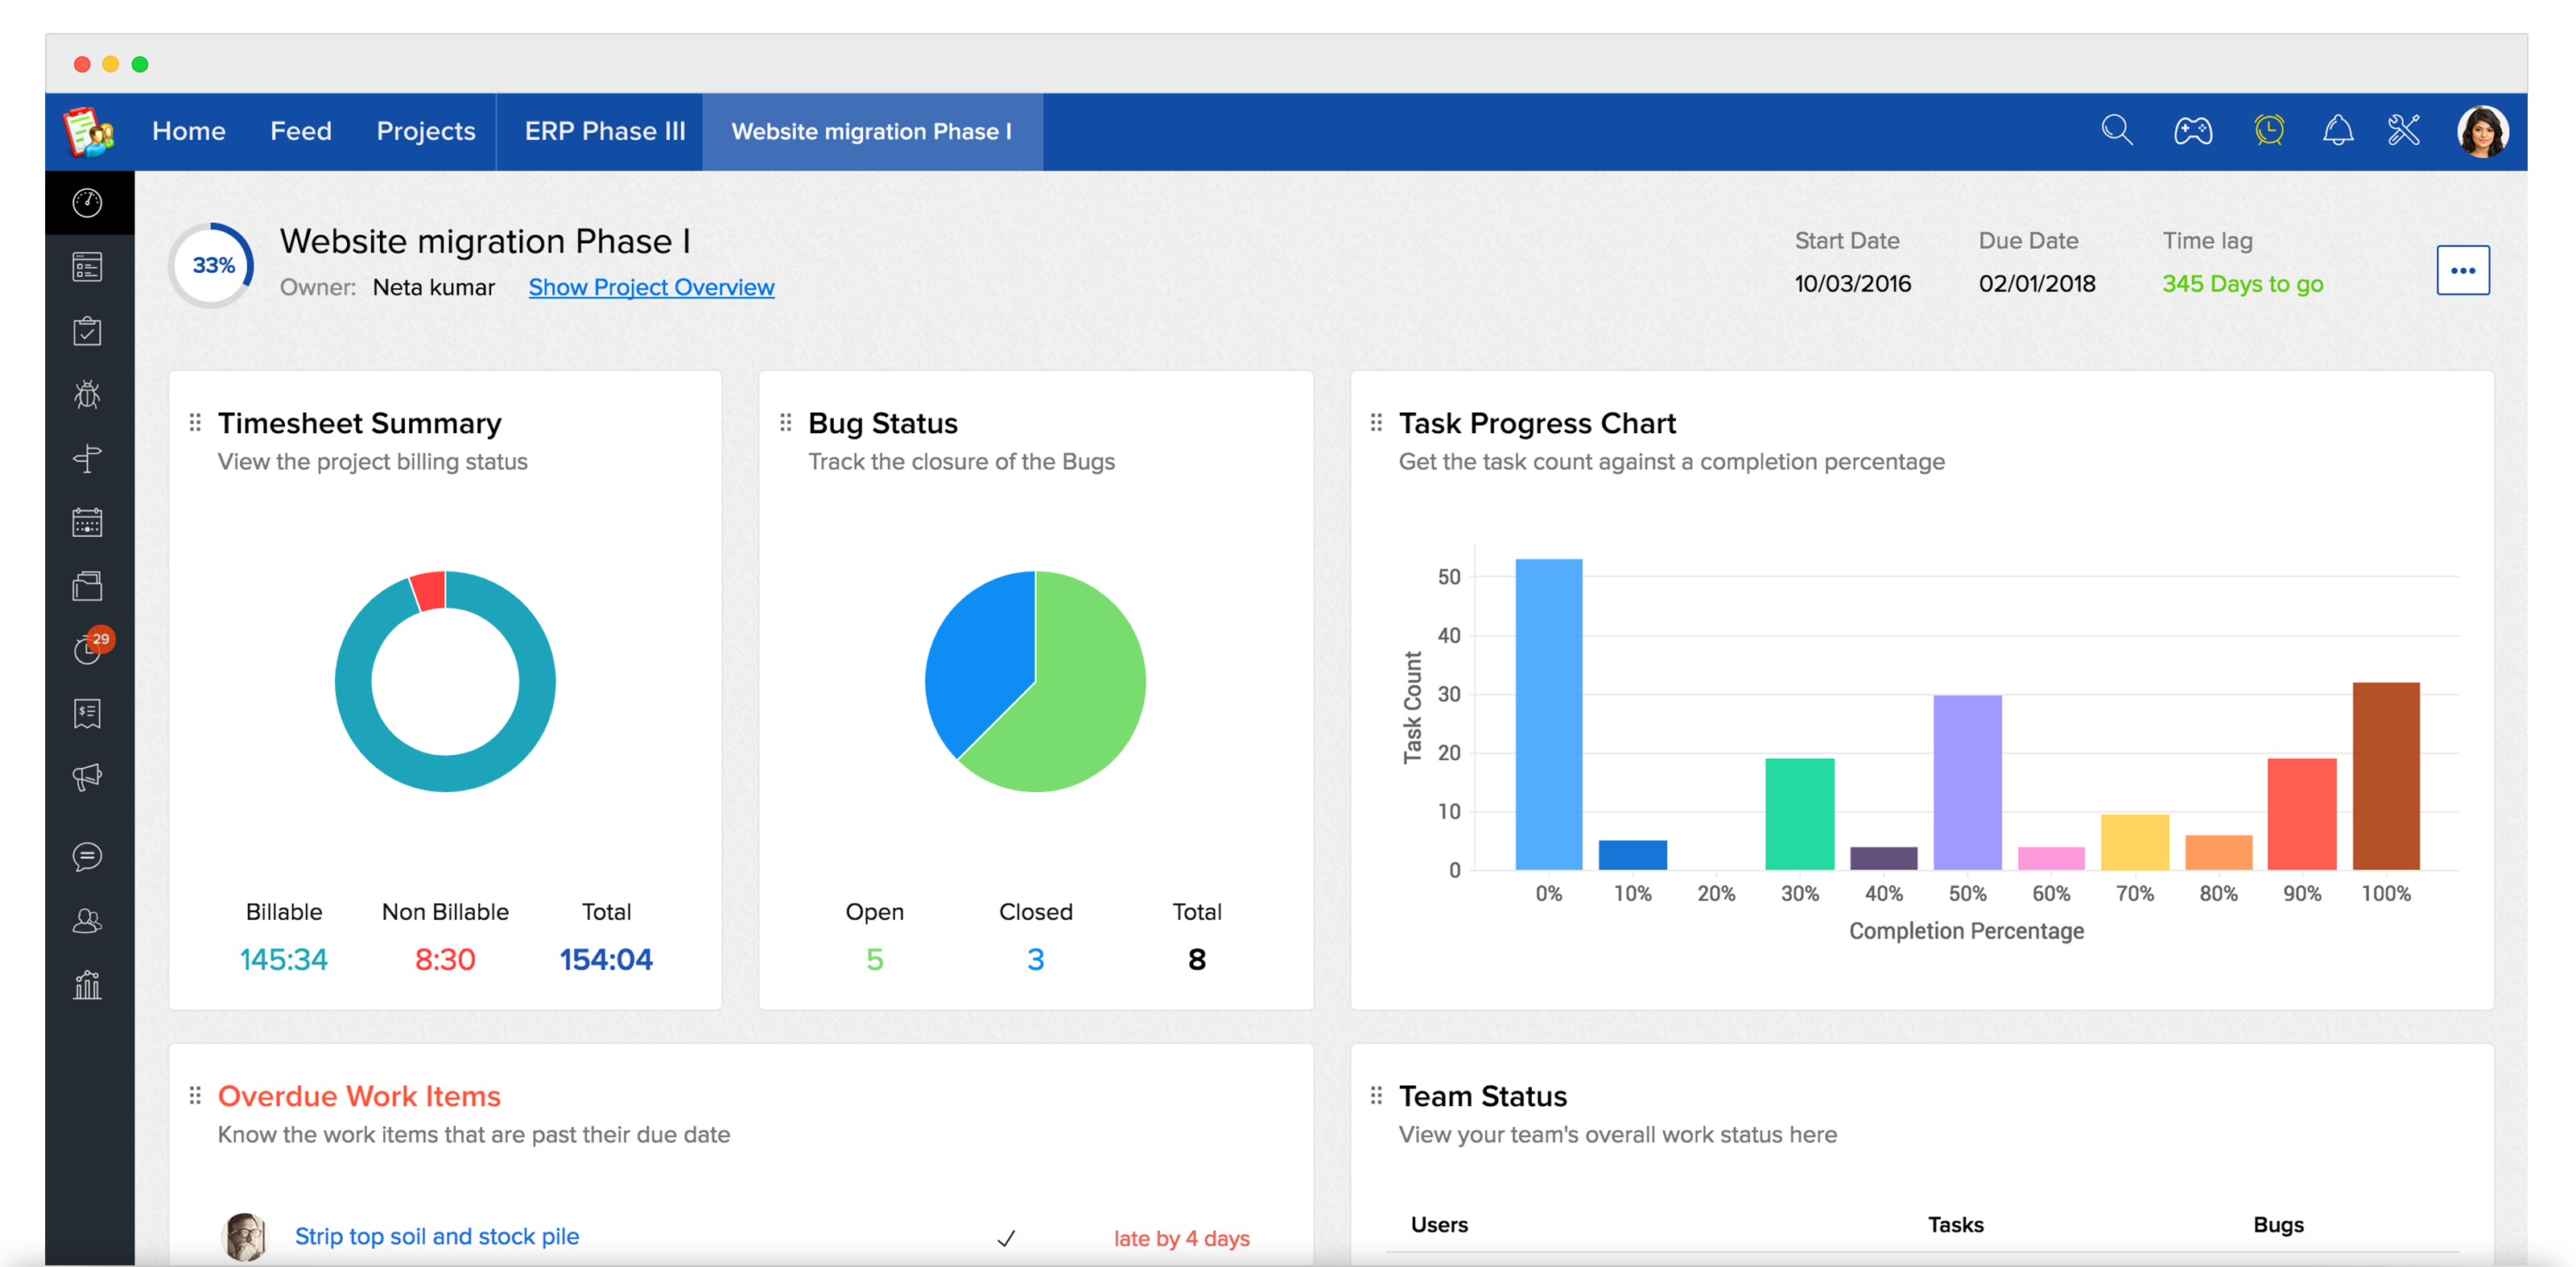 Home Feed Projects ERP Phase III Website migration Phase I
33%
Website migration Phase I
Owner: Neta kumar Show Project Overview
Start Date Due Date Time lag
10/03/2016 02/01/2018 345 Days to go
29
Timesheet Summary
View the project billing status
Billable Non Billable Total
145:34 8:30 154:04
Bug Status
Track the closure of the Bugs
Open Closed Total
5 3 8
Task Progress Chart
Get the task count against a completion percentage
Task Count
50
40
30
20
10
0
0% 10% 20% 30% 40% 50% 60% 70% 80% 90% 100%
Completion Percentage
Overdue Work Items
Know the work items that are past their due date
Strip top soil and stock pile late by 4 days
Team Status
View your team's overall work status here
Users Tasks Bugs